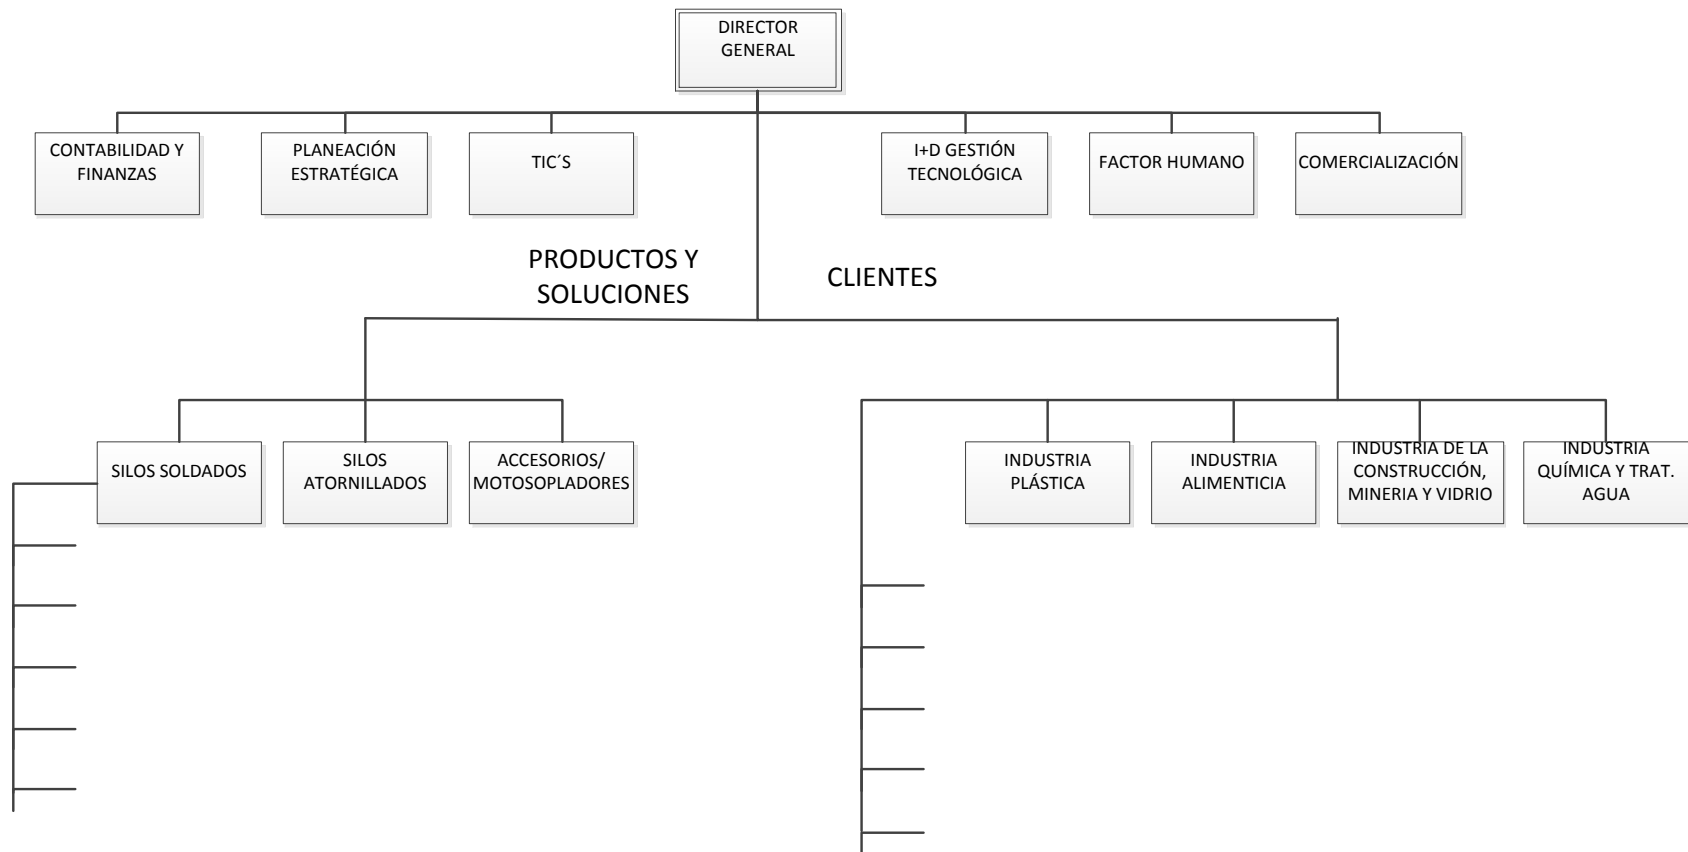 DIRECTOR
GENERAL
CONTABILIDAD Y
FINANZAS
PLANEACIÓN
ESTRATÉGICA
TIC´S
I+D GESTIÓN
TECNOLÓGICA
FACTOR HUMANO
COMERCIALIZACIÓN
PRODUCTOS Y
SOLUCIONES
CLIENTES
SILOS SOLDADOS
SILOS
ATORNILLADOS
ACCESORIOS/
MOTOSOPLADORES
INDUSTRIA
PLÁSTICA
INDUSTRIA
ALIMENTICIA
INDUSTRIA DE LA
CONSTRUCCIÓN,
MINERIA Y VIDRIO
INDUSTRIA
QUÍMICA Y TRAT.
AGUA